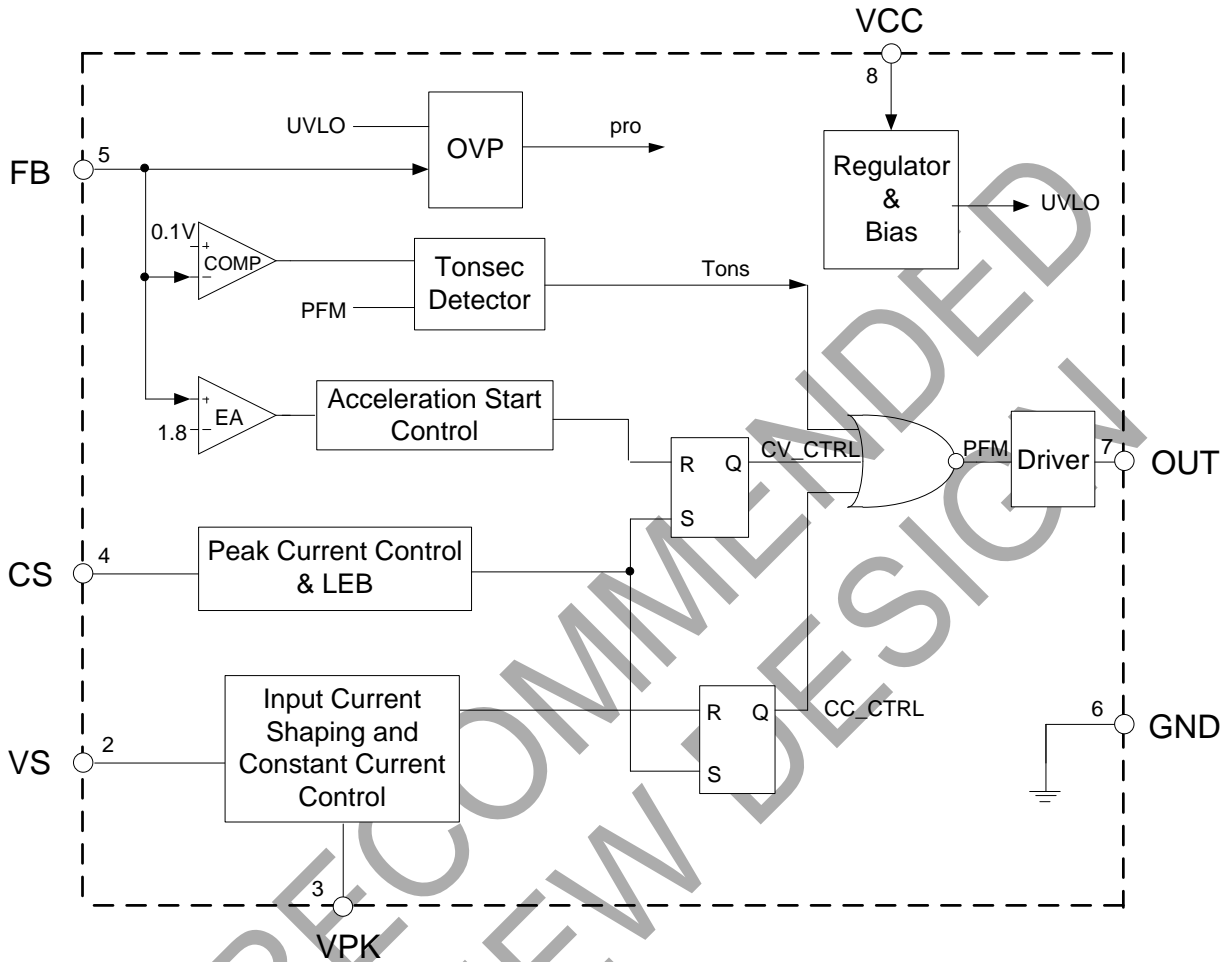 VCC
8
UVLO
OVP
pro
FB
5
Regulator
&
Bias
UVLO
0.1V
+
COMP
−
Tonsec
Detector
Tons
PFM
+
EA
1.8
−
Acceleration Start
Control
R Q
S
CV_CTRL
PFM
Driver
7
OUT
CS
4
Peak Current Control
& LEB
Input Current
Shaping and
Constant Current
Control
VS
2
R Q
S
CC_CTRL
6
GND
3
VPK
RECOMMENDED
NEW DESIGN